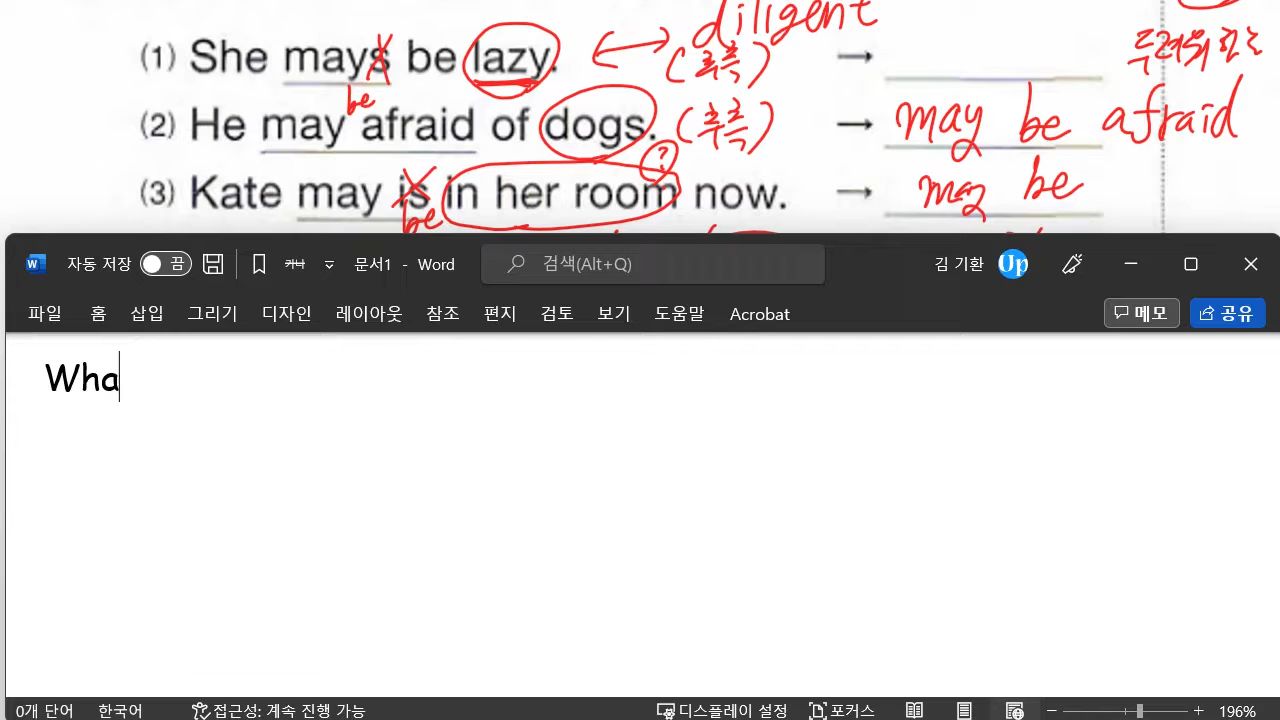 diligent
(1) She mays be lazy. (추측) →
두려워 하는
be
(2) He may afraid of dogs. (추측) → may be afraid
?
(3) Kate may is in her room now. → may be
be
자동 저장 끔 가나 문서1 - Word 검색(Alt+Q) 김 기환 Up
파일 홈 삽입 그리기 디자인 레이아웃 참조 편지 검토 보기 도움말 Acrobat 메모 공유
Wha
0개 단어 한국어 접근성: 계속 진행 가능 디스플레이 설정 포커스 196%